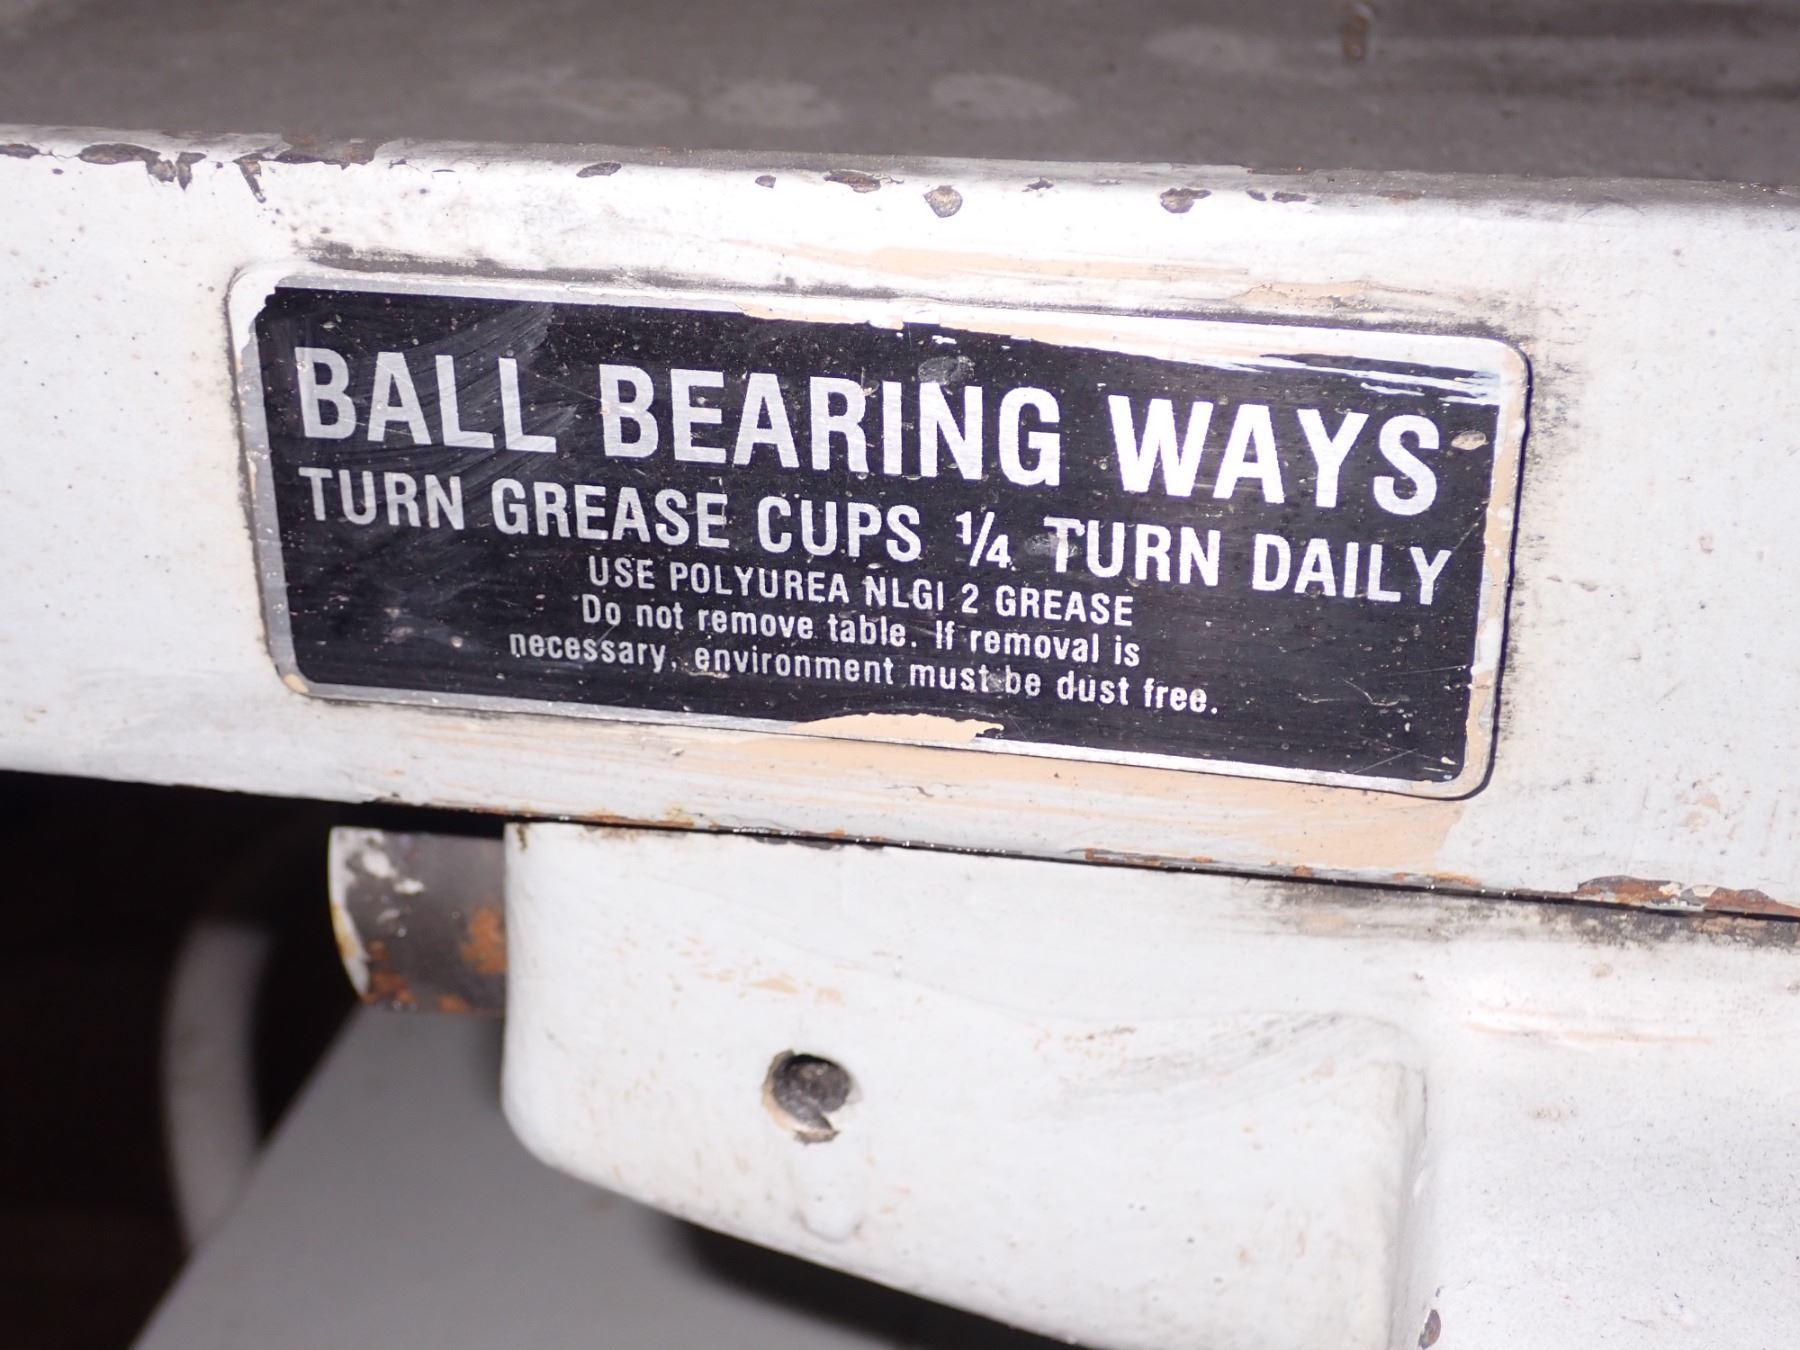 BALL BEARING WAYS
TURN GREASE CUPS 1/4 TURN DAILY
USE POLYUREA NLGI 2 GREASE
Do not remove table. If removal is
necessary, environment must be dust free.